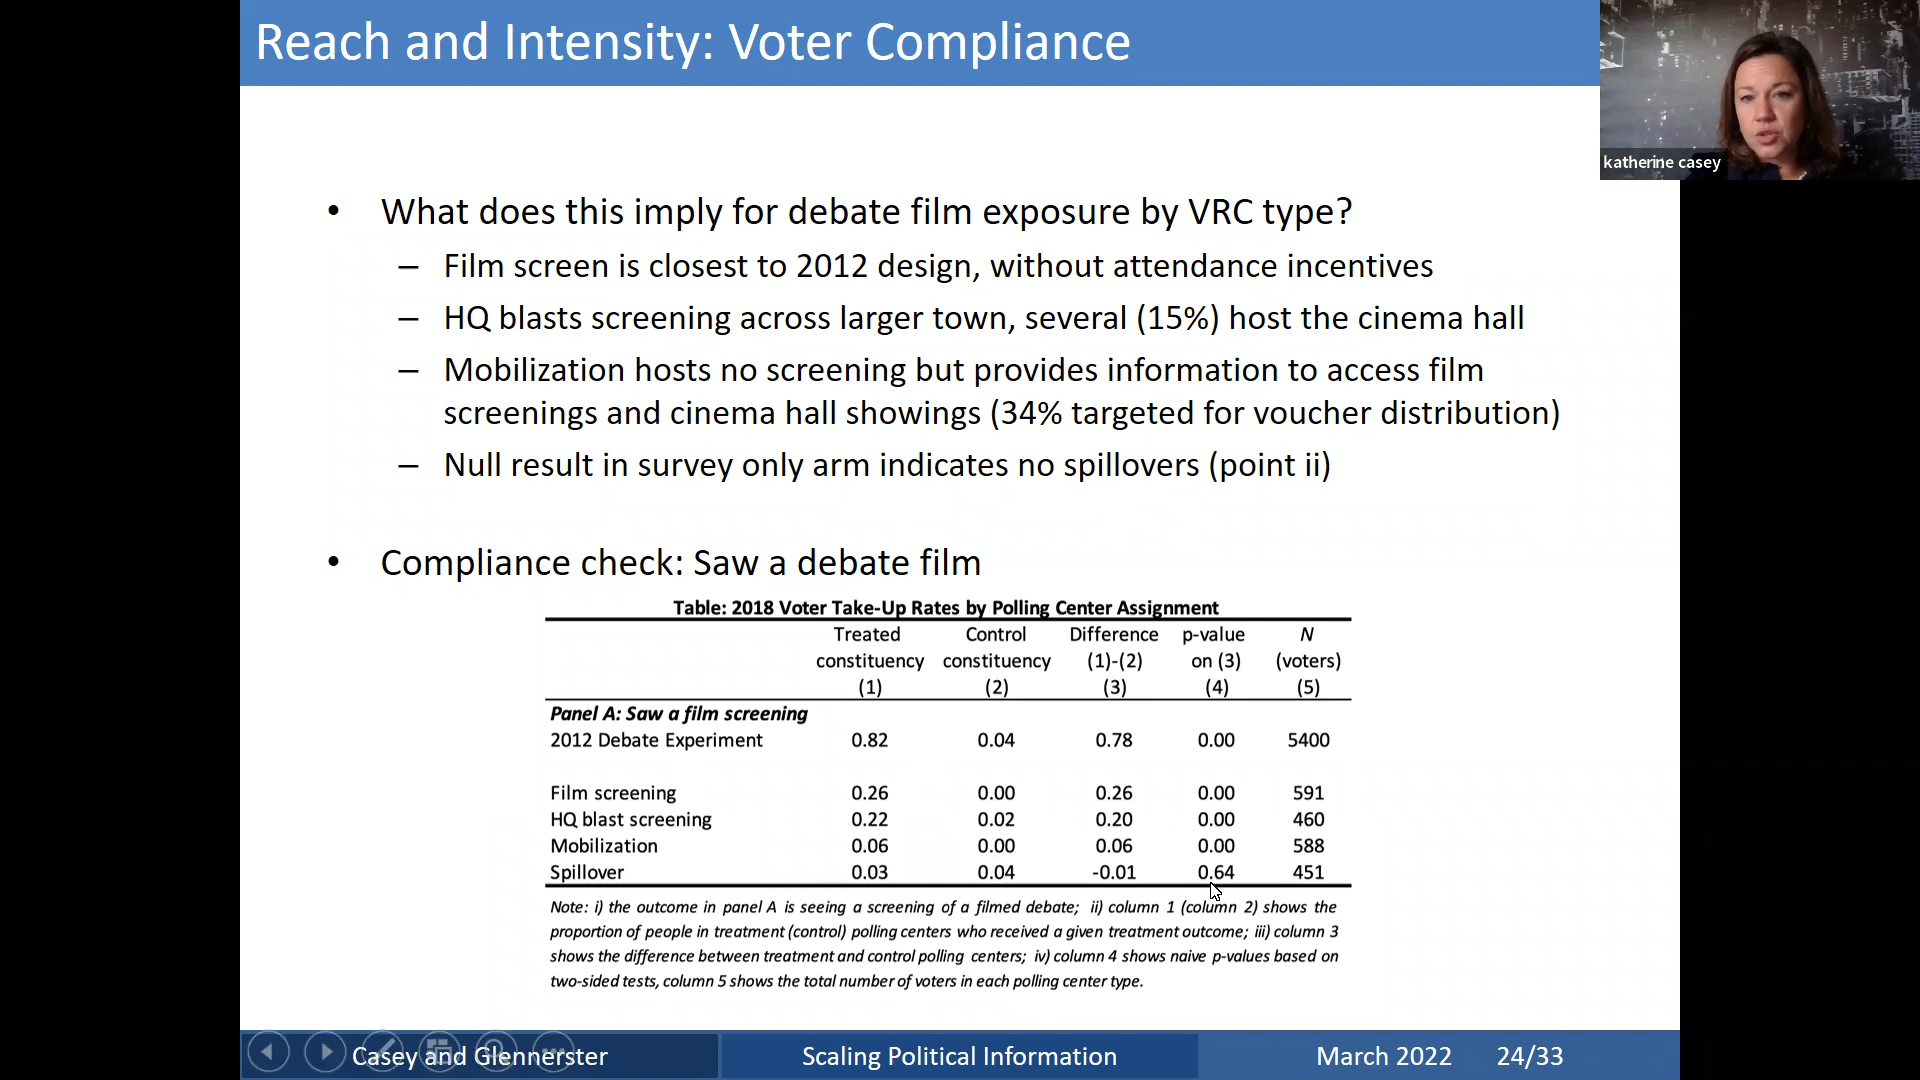 Reach and Intensity: Voter Compliance
katherine casey
• What does this imply for debate film exposure by VRC type?
– Film screen is closest to 2012 design, without attendance incentives
– HQ blasts screening across larger town, several (15%) host the cinema hall
– Mobilization hosts no screening but provides information to access film
screenings and cinema hall showings (34% targeted for voucher distribution)
– Null result in survey only arm indicates no spillovers (point ii)
• Compliance check: Saw a debate film
Table: 2018 Voter Take-Up Rates by Polling Center Assignment
Treated Control Difference p-value N
constituency constituency (1)-(2) on (3) (voters)
(1) (2) (3) (4) (5)
Panel A: Saw a film screening
2012 Debate Experiment 0.82 0.04 0.78 0.00 5400
Film screening 0.26 0.00 0.26 0.00 591
HQ blast screening 0.22 0.02 0.20 0.00 460
Mobilization 0.06 0.00 0.06 0.00 588
Spillover 0.03 0.04 -0.01 0.64 451
Note: i) the outcome in panel A is seeing a screening of a filmed debate; ii) column 1 (column 2) shows the
proportion of people in treatment (control) polling centers who received a given treatment outcome; iii) column 3
shows the difference between treatment and control polling centers; iv) column 4 shows naive p-values based on
two-sided tests, column 5 shows the total number of voters in each polling center type.
Casey and Glennerster Scaling Political Information March 2022 24/33